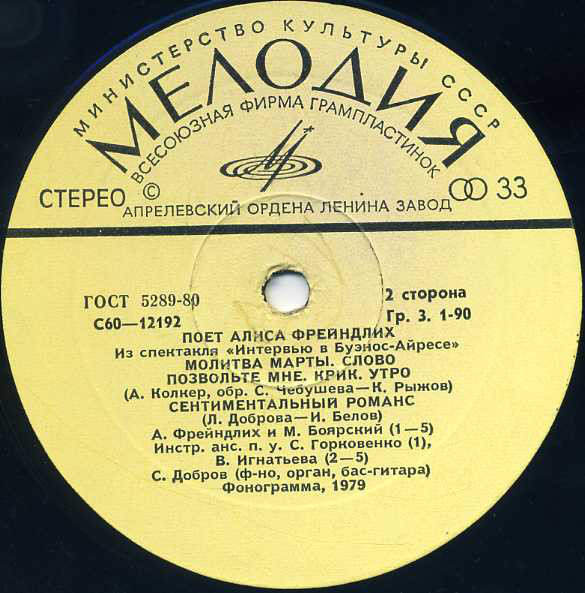 МИНИСТЕРСТВО КУЛЬТУРЫ СССР
МЕЛОДИЯ
ВСЕСОЮЗНАЯ ФИРМА ГРАМПЛАСТИНОК
СТЕРЕО © 33
АПРЕЛЕВСКИЙ ОРДЕНА ЛЕНИНА ЗАВОД
ГОСТ 5289-80 2 сторона
С60—12192 Гр. 3. 1-90
ПОЕТ АЛИСА ФРЕЙНДЛИХ
Из спектакля «Интервью в Буэнос-Айресе»
МОЛИТВА МАРТЫ. СЛОВО
ПОЗВОЛЬТЕ МНЕ. КРИК. УТРО
(А. Колкер, обр. С. Чебушева—К. Рыжов)
СЕНТИМЕНТАЛЬНЫЙ РОМАНС
(Л. Доброва—И. Белов)
А. Фрейндлих и М. Боярский (1—5)
Инстр. анс. п. у. С. Горковенко (1),
В. Игнатьева (2—5)
С. Добров (ф-но, орган, бас-гитара)
Фонограмма, 1979